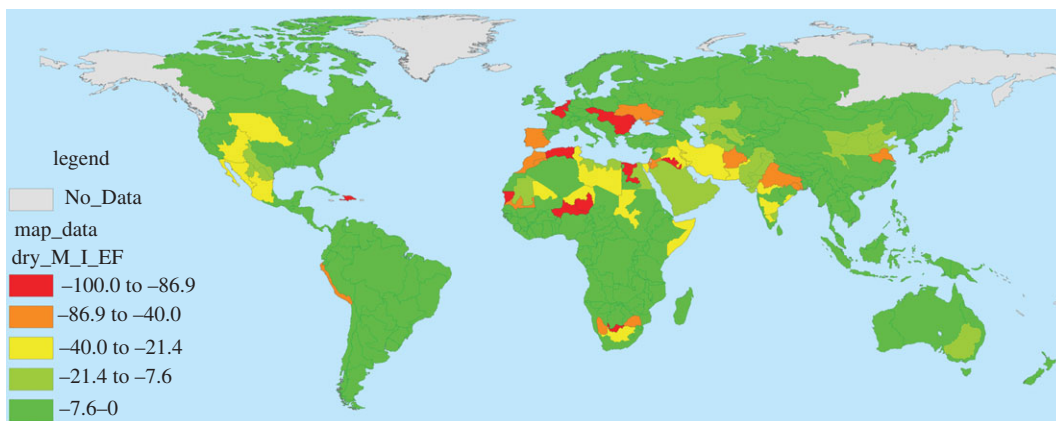 legend
No_Data
map_data
dry_M_I_EF
–100.0 to –86.9
–86.9 to –40.0
–40.0 to –21.4
–21.4 to –7.6
–7.6–0